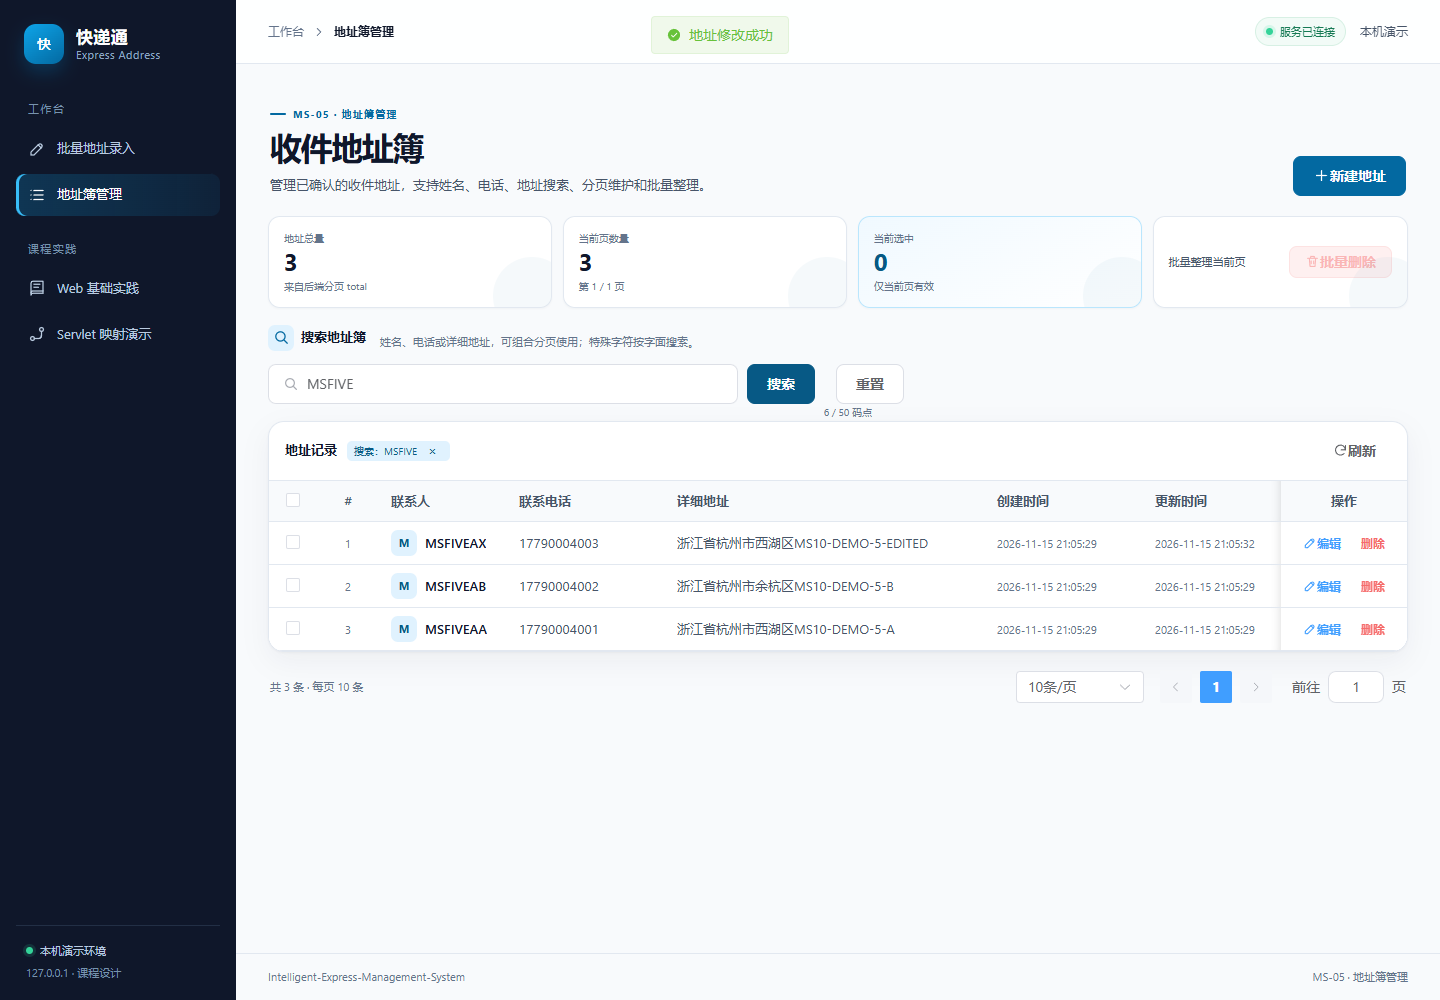 快
快递通
Express Address
工作台
批量地址录入
地址簿管理
课程实践
Web 基础实践
Servlet 映射演示
本机演示环境
127.0.0.1 · 课程设计
工作台 > 地址簿管理
地址修改成功
服务已连接
本机演示
MS-05 · 地址簿管理
收件地址簿
管理已确认的收件地址，支持姓名、电话、地址搜索、分页维护和批量整理。
新建地址
地址总量
3
来自后端分页 total
当前页数量
3
第 1 / 1 页
当前选中
0
仅当前页有效
批量整理当前页
批量删除
搜索地址簿
姓名、电话或详细地址，可组合分页使用；特殊字符按字面搜索。
MSFIVE
搜索
重置
6 / 50 码点
地址记录
搜索：MSFIVE ×
刷新
# 联系人 联系电话 详细地址 创建时间 更新时间 操作
1 M MSFIVEAX 17790004003 浙江省杭州市西湖区MS10-DEMO-5-EDITED 2026-11-15 21:05:29 2026-11-15 21:05:32 编辑 删除
2 M MSFIVEAB 17790004002 浙江省杭州市余杭区MS10-DEMO-5-B 2026-11-15 21:05:29 2026-11-15 21:05:29 编辑 删除
3 M MSFIVEAA 17790004001 浙江省杭州市西湖区MS10-DEMO-5-A 2026-11-15 21:05:29 2026-11-15 21:05:29 编辑 删除
共 3 条 · 每页 10 条
10条/页
1
前往 1 页
Intelligent-Express-Management-System
MS-05 · 地址簿管理